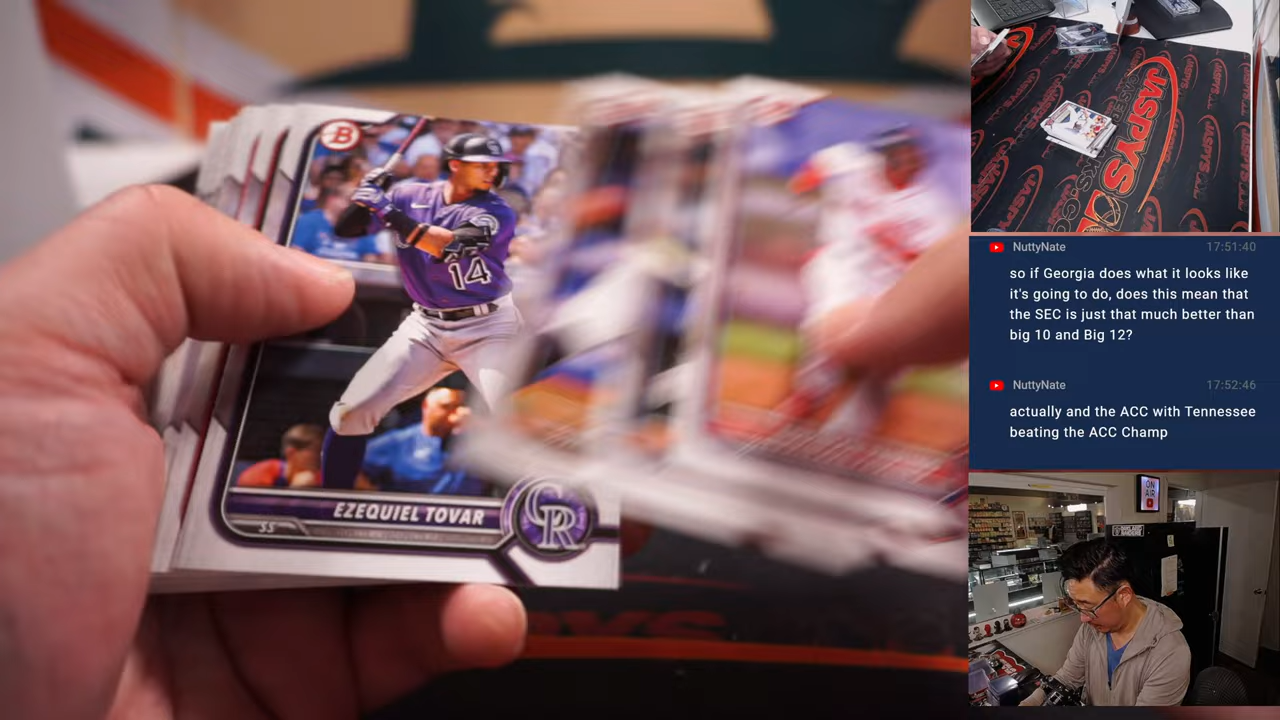 B
14
EZEQUIEL TOVAR
SS
CR
JASPYS
NuttyNate 17:51:40
so if Georgia does what it looks like
it's going to do, does this mean that
the SEC is just that much better than
big 10 and Big 12?
NuttyNate 17:52:46
actually and the ACC with Tennessee
beating the ACC Champ
ON
AIR